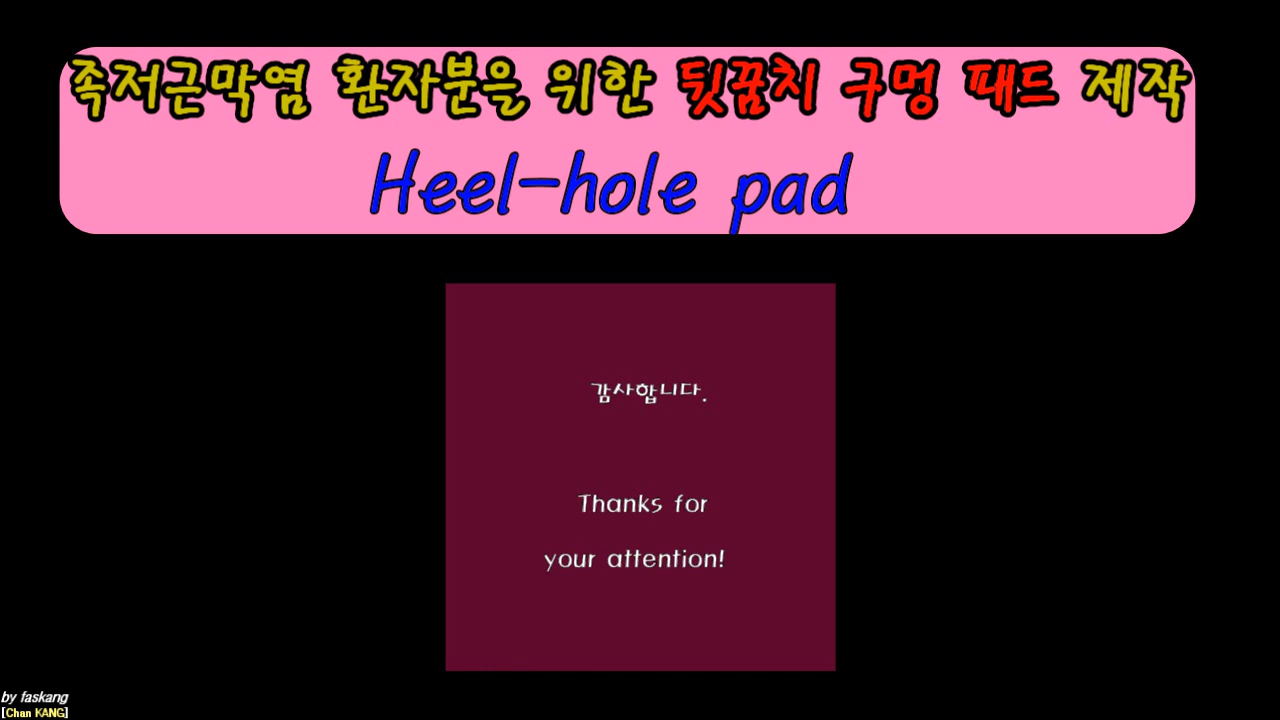 족저근막염 환자분을 위한 뒷꿈치 구멍 패드 제작
Heel-hole pad
감사합니다.
Thanks for
your attention!
by faskang
[Chan KANG]